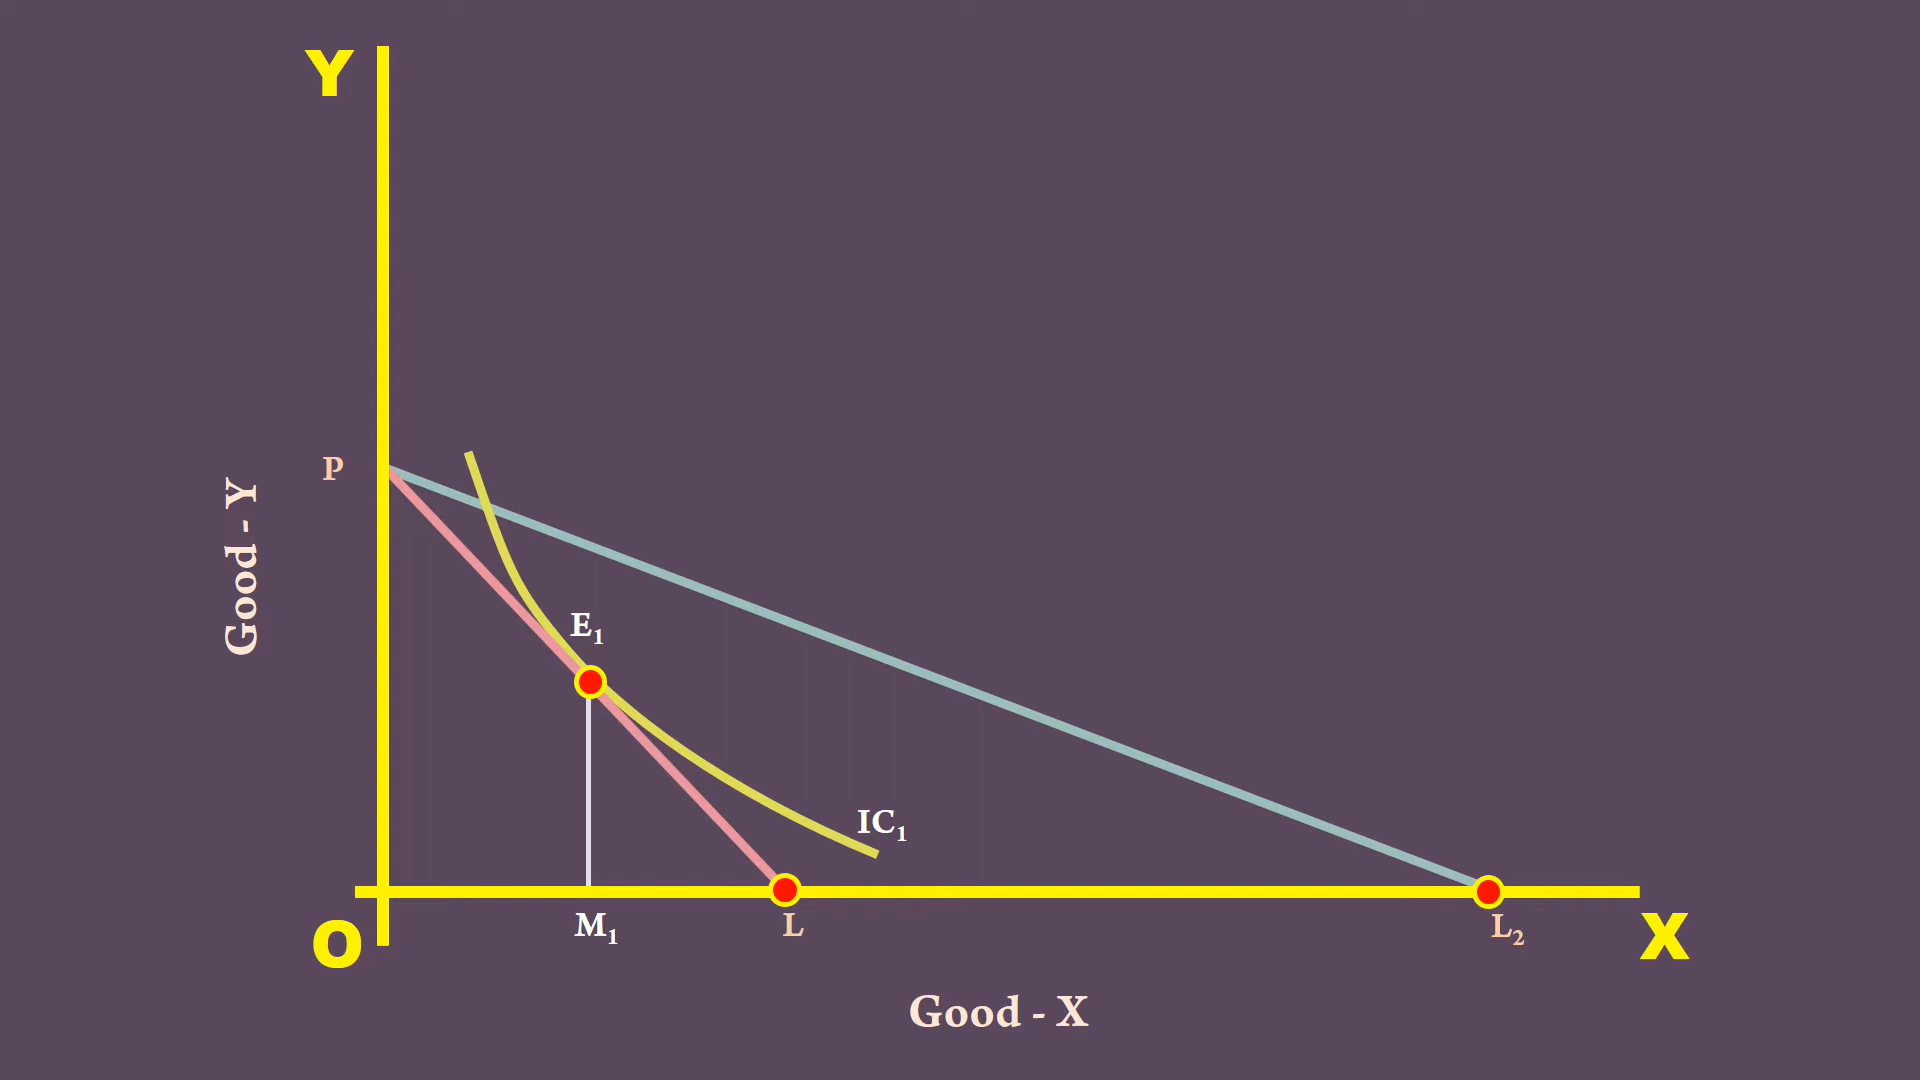 Y
P
Good - Y
E₁
IC₁
M₁
L
L₂
O
X
Good - X